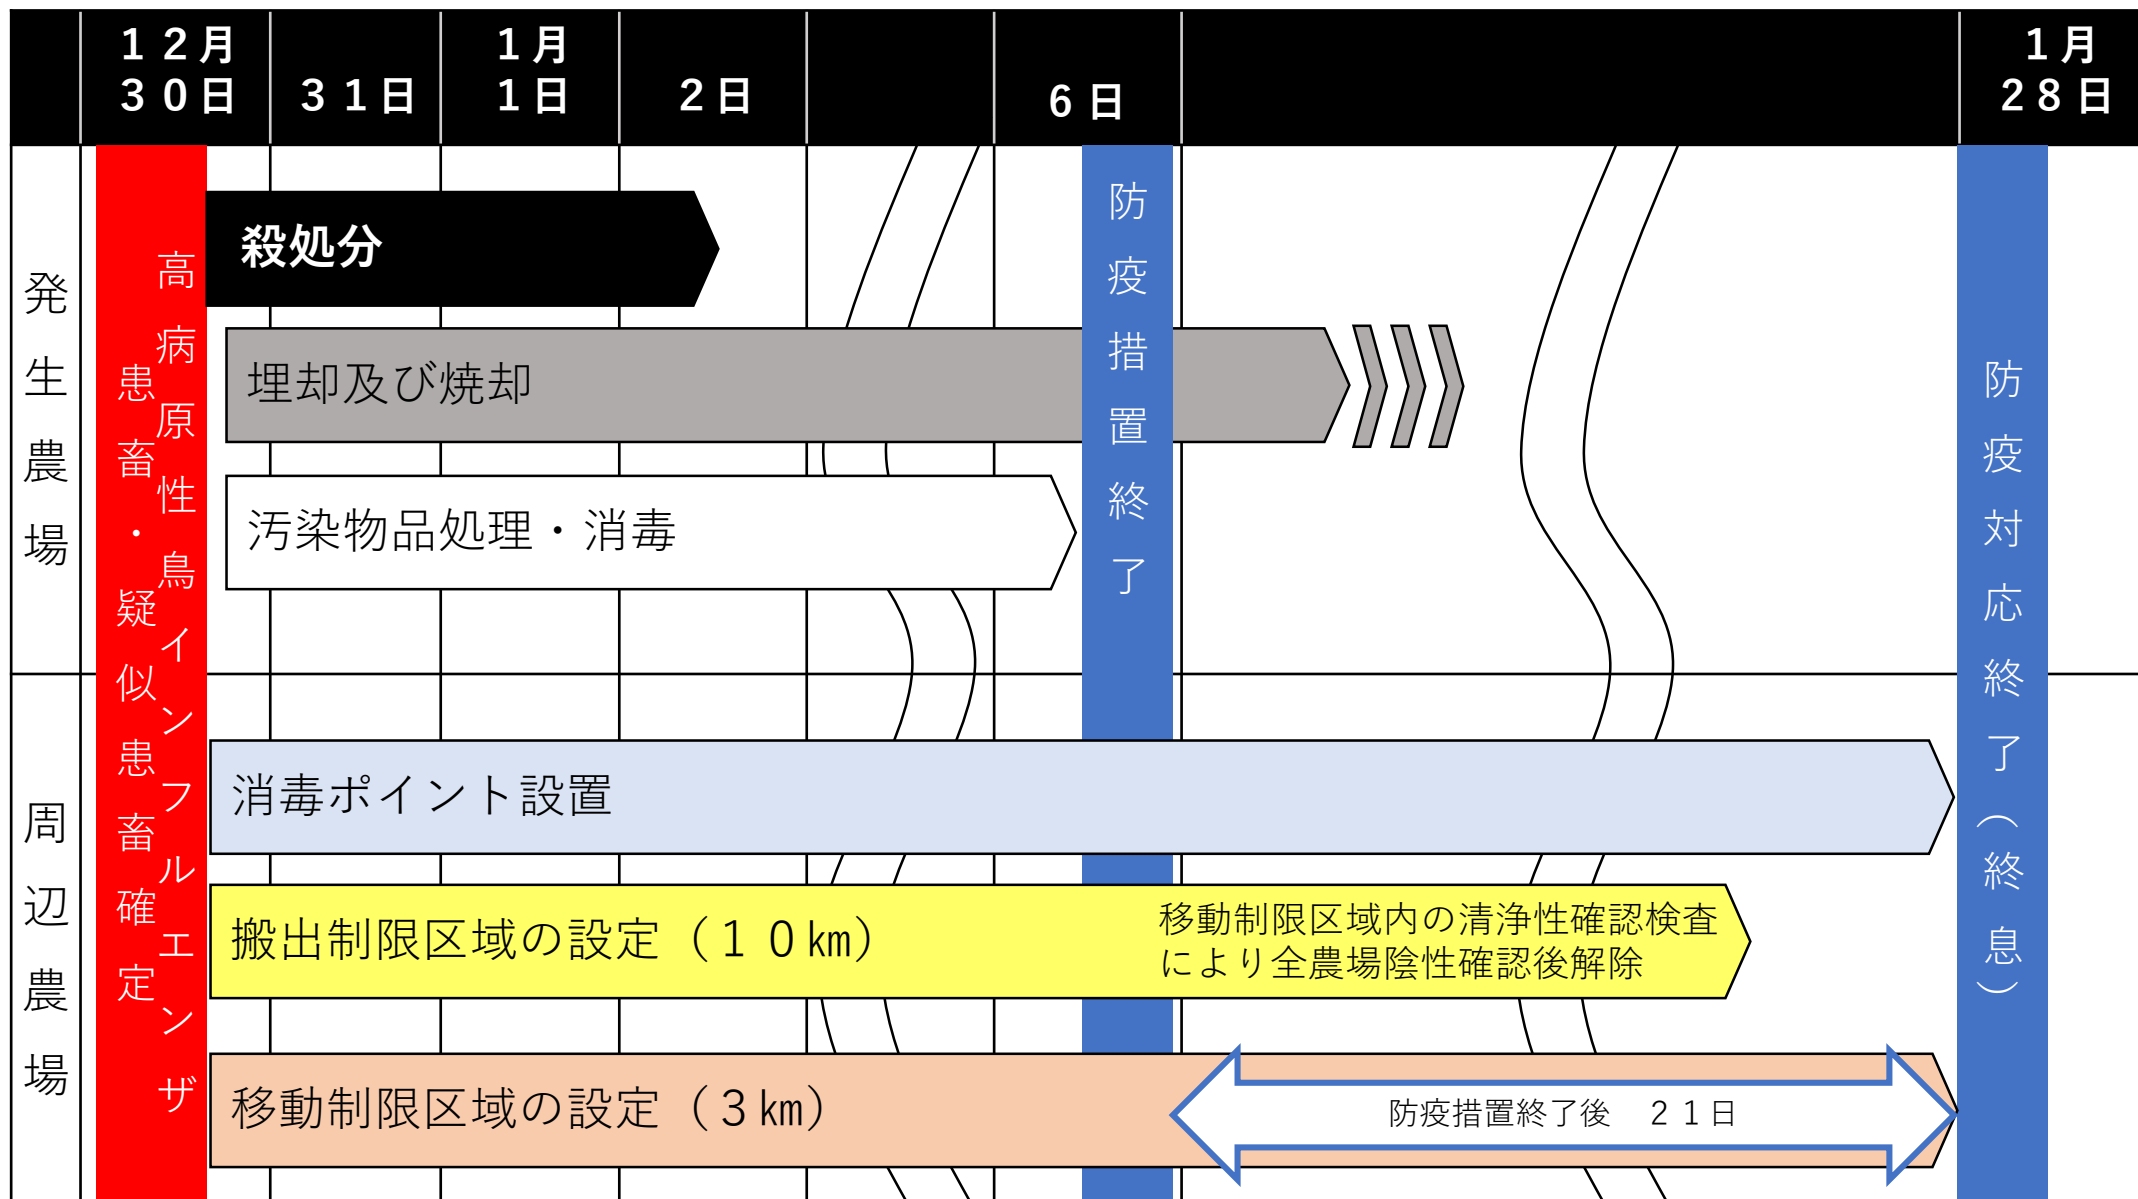 １２月
３０日
３１日
１月
１日
２日
６日
１月
２８日
発生農場
高病原性鳥インフルエンザ
患畜・疑似患畜確定
殺処分
埋却及び焼却
汚染物品処理・消毒
防疫措置終了
防疫対応終了（終息）
周辺農場
消毒ポイント設置
搬出制限区域の設定（１０㎞）
移動制限区域内の清浄性確認検査
により全農場陰性確認後解除
移動制限区域の設定（３㎞）
防疫措置終了後　２１日